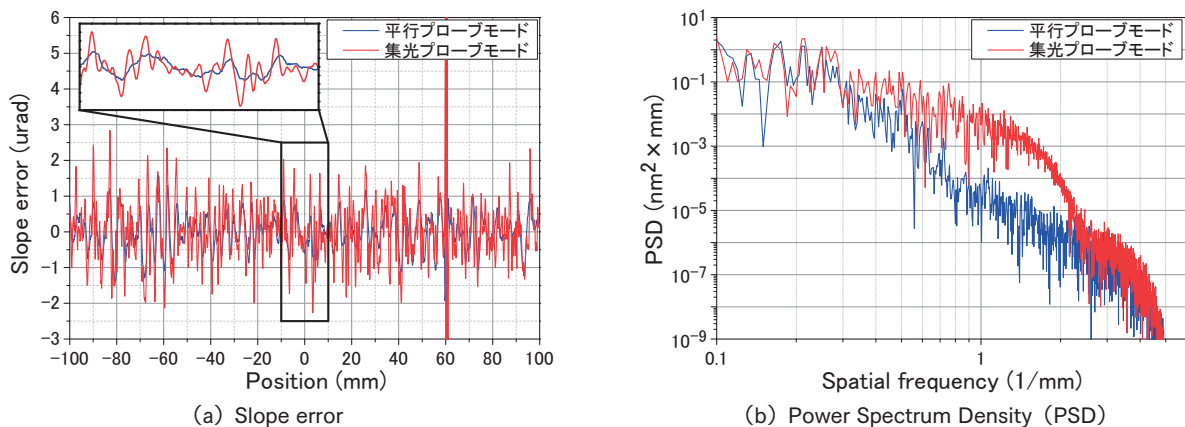 平行プローブモード
集光プローブモード
6
5
4
3
2
1
0
-1
-2
-3
Slope error (urad)
-100 -80 -60 -40 -20 0 20 40 60 80 100
Position (mm)
(a) Slope error
平行プローブモード
集光プローブモード
10¹
10⁻¹
10⁻³
10⁻⁵
10⁻⁷
10⁻⁹
PSD (nm² × mm)
0.1 1
Spatial frequency (1/mm)
(b) Power Spectrum Density (PSD)